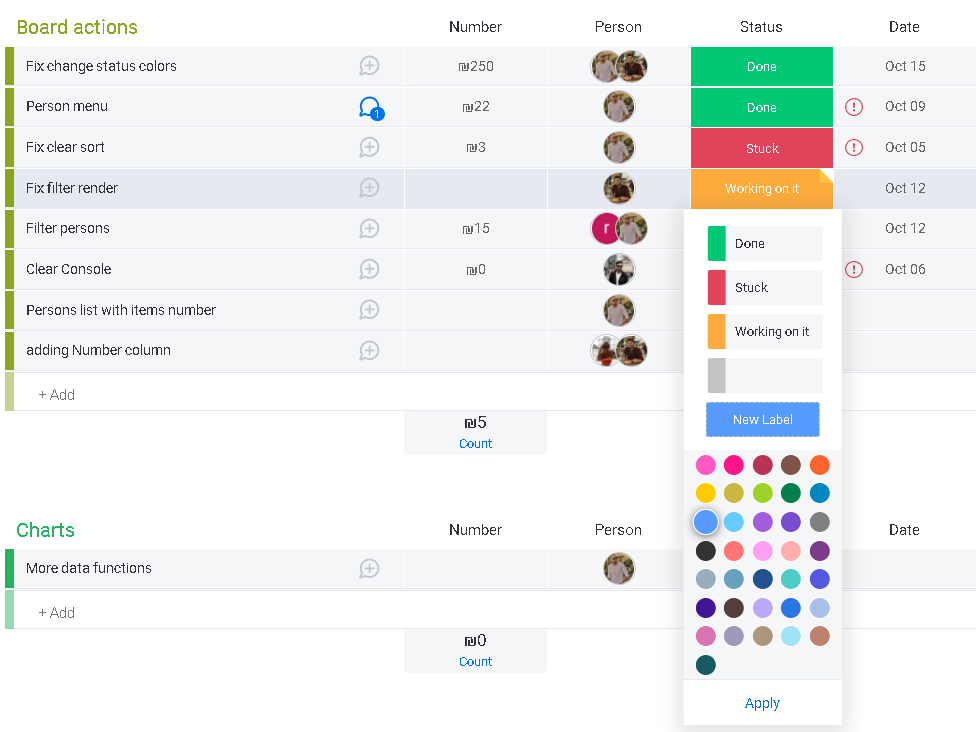 Board actions Number Person Status Date
Fix change status colors ₪250 Done Oct 15
Person menu 1 ₪22 Done ! Oct 09
Fix clear sort ₪3 Stuck ! Oct 05
Fix filter render Working on it Oct 12
Filter persons ₪15 r Oct 12
Done
Clear Console ₪0 ! Oct 06
Stuck
Persons list with items number
Working on it
adding Number column
+ Add
₪5
New Label
Count
Charts Number Person Date
More data functions
+ Add
₪0
Count
Apply